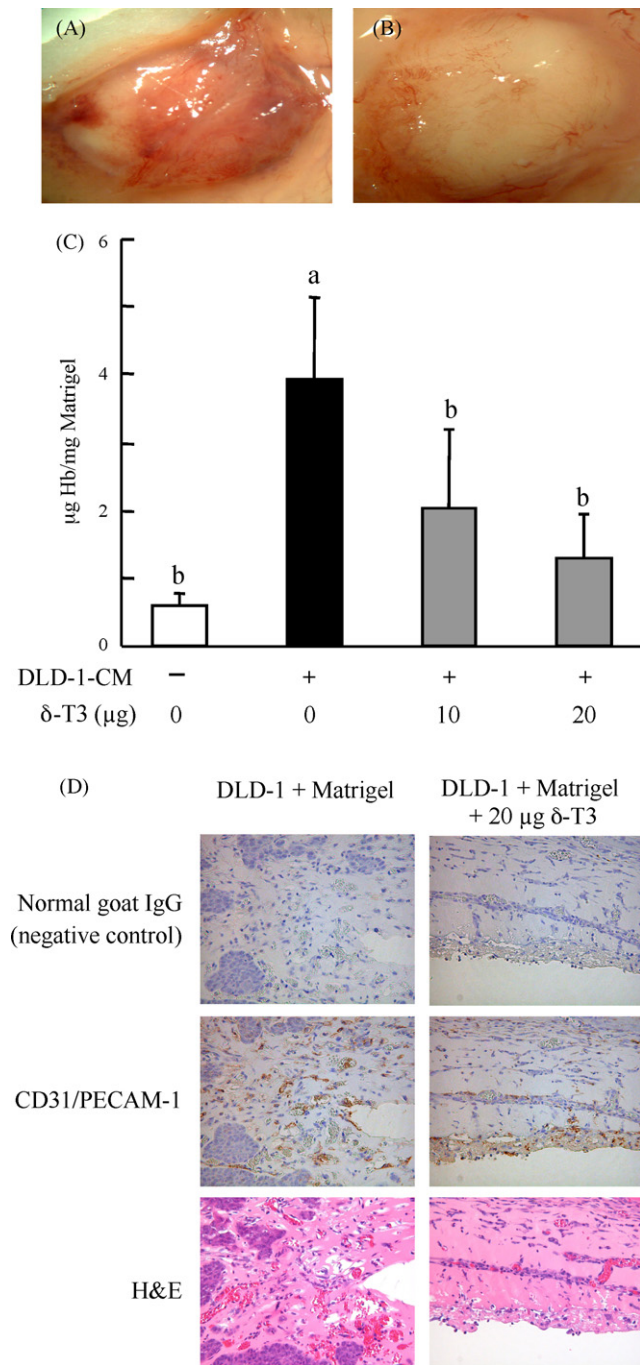 (A)
(B)
(C)
6
4
2
0
µg Hb/mg Matrigel
b
a
b
b
DLD-1-CM − + + +
δ-T3 (µg) 0 0 10 20
(D)
DLD-1 + Matrigel
DLD-1 + Matrigel
+ 20 µg δ-T3
Normal goat IgG
(negative control)
CD31/PECAM-1
H&E